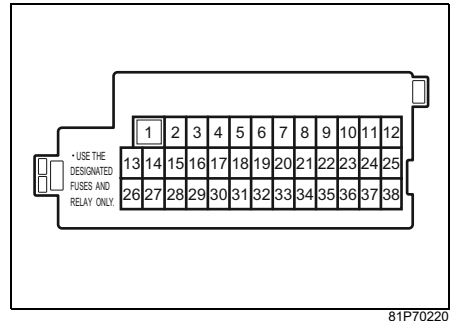 1 2 3 4 5 6 7 8 9 10 11 12
• USE THE
DESIGNATED
FUSES AND
RELAY ONLY.
13 14 15 16 17 18 19 20 21 22 23 24 25
26 27 28 29 30 31 32 33 34 35 36 37 38
81P70220